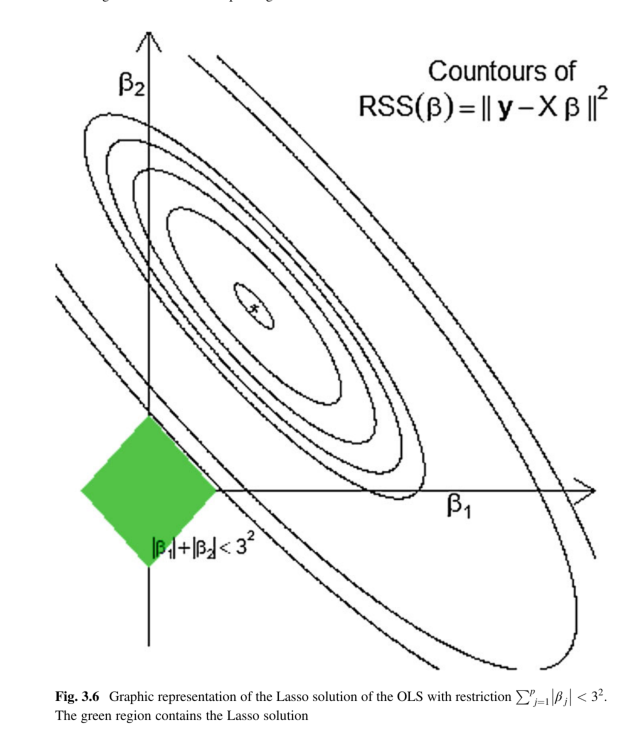 Countours of
β₂
RSS(β)=‖ y−X β ‖²
β₁
|β₁|+|β₂|< 3²
Fig. 3.6 Graphic representation of the Lasso solution of the OLS with restriction ∑ᵖⱼ₌₁|βⱼ| < 3².
The green region contains the Lasso solution